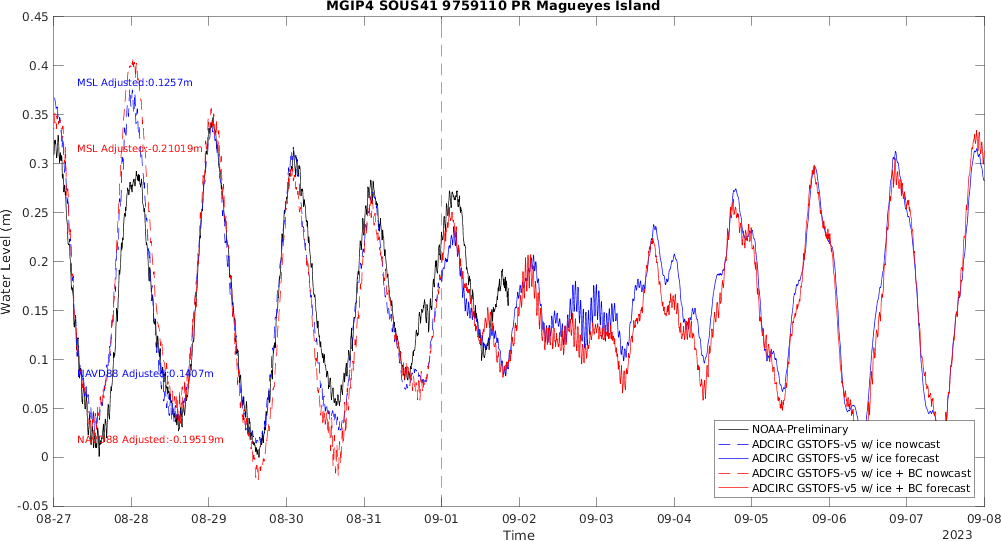 MGIP4 SOUS41 9759110 PR Magueyes Island
0.45
0.4
0.35
0.3
0.25
0.2
0.15
0.1
0.05
0
-0.05
Water Level (m)
MSL Adjusted:0.1257m
MSL Adjusted:-0.21019m
NAVD88 Adjusted:0.1407m
NAVD88 Adjusted:-0.19519m
NOAA-Preliminary
ADCIRC GSTOFS-v5 w/ ice nowcast
ADCIRC GSTOFS-v5 w/ ice forecast
ADCIRC GSTOFS-v5 w/ ice + BC nowcast
ADCIRC GSTOFS-v5 w/ ice + BC forecast
08-27 08-28 08-29 08-30 08-31 09-01 09-02 09-03 09-04 09-05 09-06 09-07 09-08
Time
2023